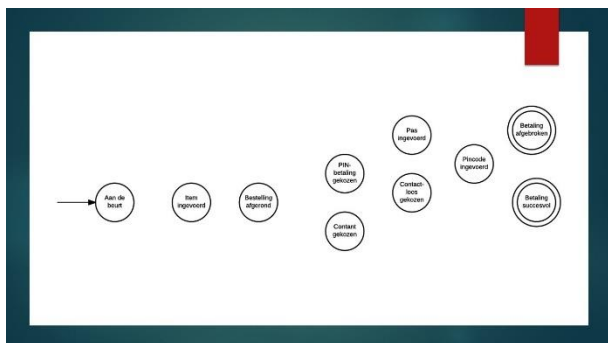 Aan de
beurt
Item
ingevoerd
Bestelling
afgerond
PIN-
betaling
gekozen
Contant
gekozen
Pas
ingevoerd
Contact-
loos
gekozen
Pincode
ingevoerd
Betaling
afgebroken
Betaling
succesvol